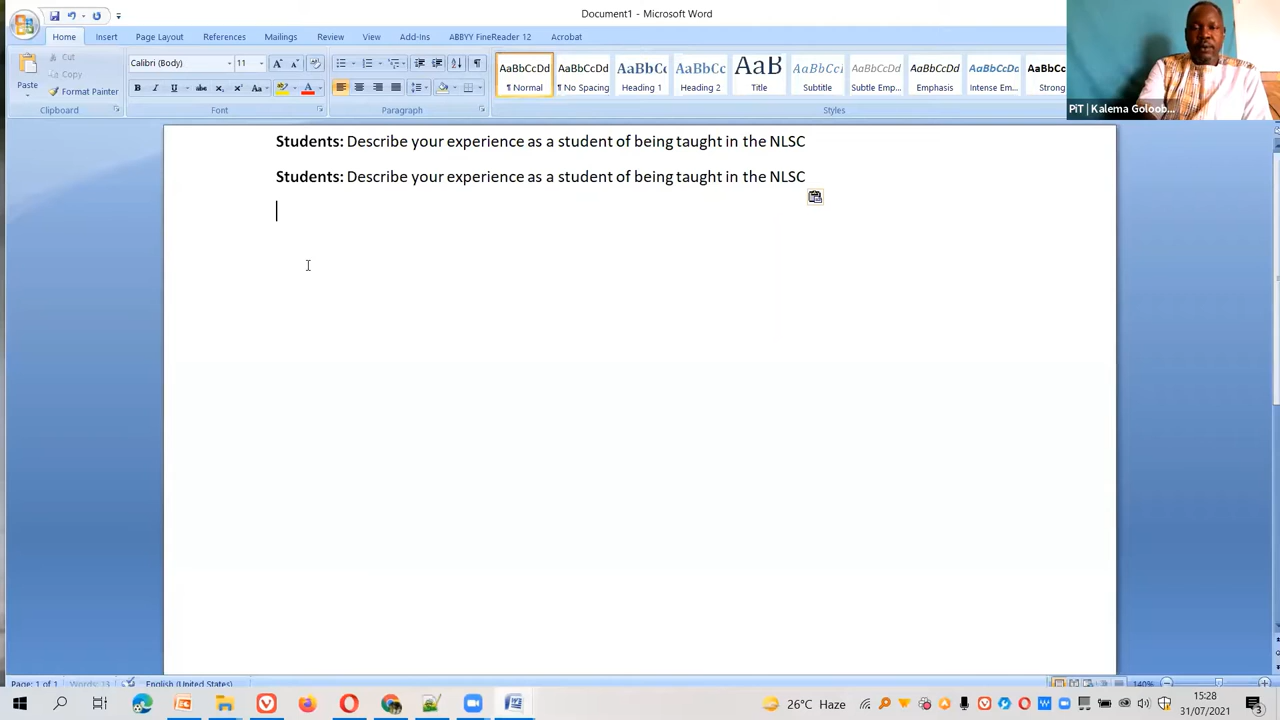 Document1 - Microsoft Word
Home Insert Page Layout References Mailings Review View Add-Ins ABBYY FineReader 12 Acrobat
Cut
Copy
Format Painter
Paste
Clipboard
Calibri (Body) 11
Font
Paragraph
AaBbCcDd AaBbCcDd AaBbCc AaBbCc AaB AaBbCc AaBbCcDd AaBbCcDd AaBbCcDd AaBbCc
¶ Normal ¶ No Spacing Heading 1 Heading 2 Title Subtitle Subtle Emp... Emphasis Intense Em... Strong
Styles
PiT | Kalema Goloob...
Students: Describe your experience as a student of being taught in the NLSC
Students: Describe your experience as a student of being taught in the NLSC
Page: 1 of 1 Words: 13 English (United States) 140%
26°C Haze
15:28
31/07/2021
3